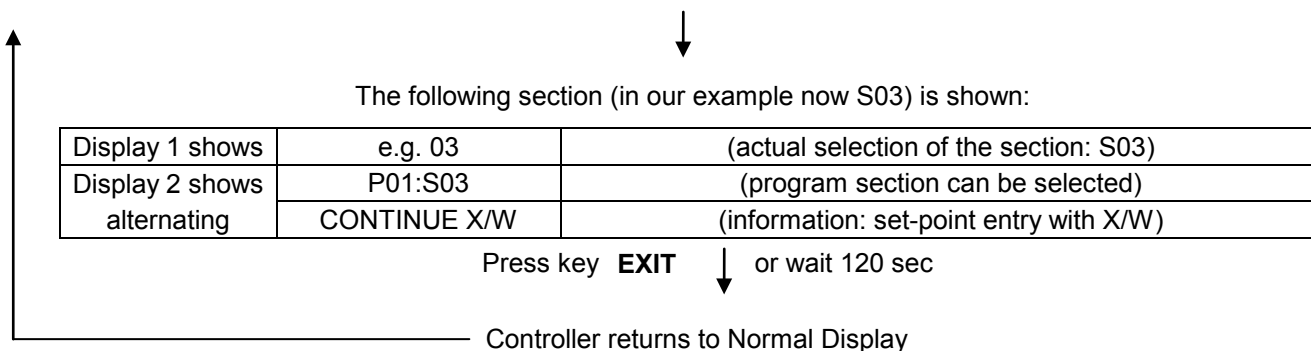 The following section (in our example now S03) is shown:
Display 1 shows e.g. 03 (actual selection of the section: S03)
Display 2 shows alternating P01:S03 (program section can be selected)
CONTINUE X/W (information: set-point entry with X/W)
Press key EXIT or wait 120 sec
Controller returns to Normal Display